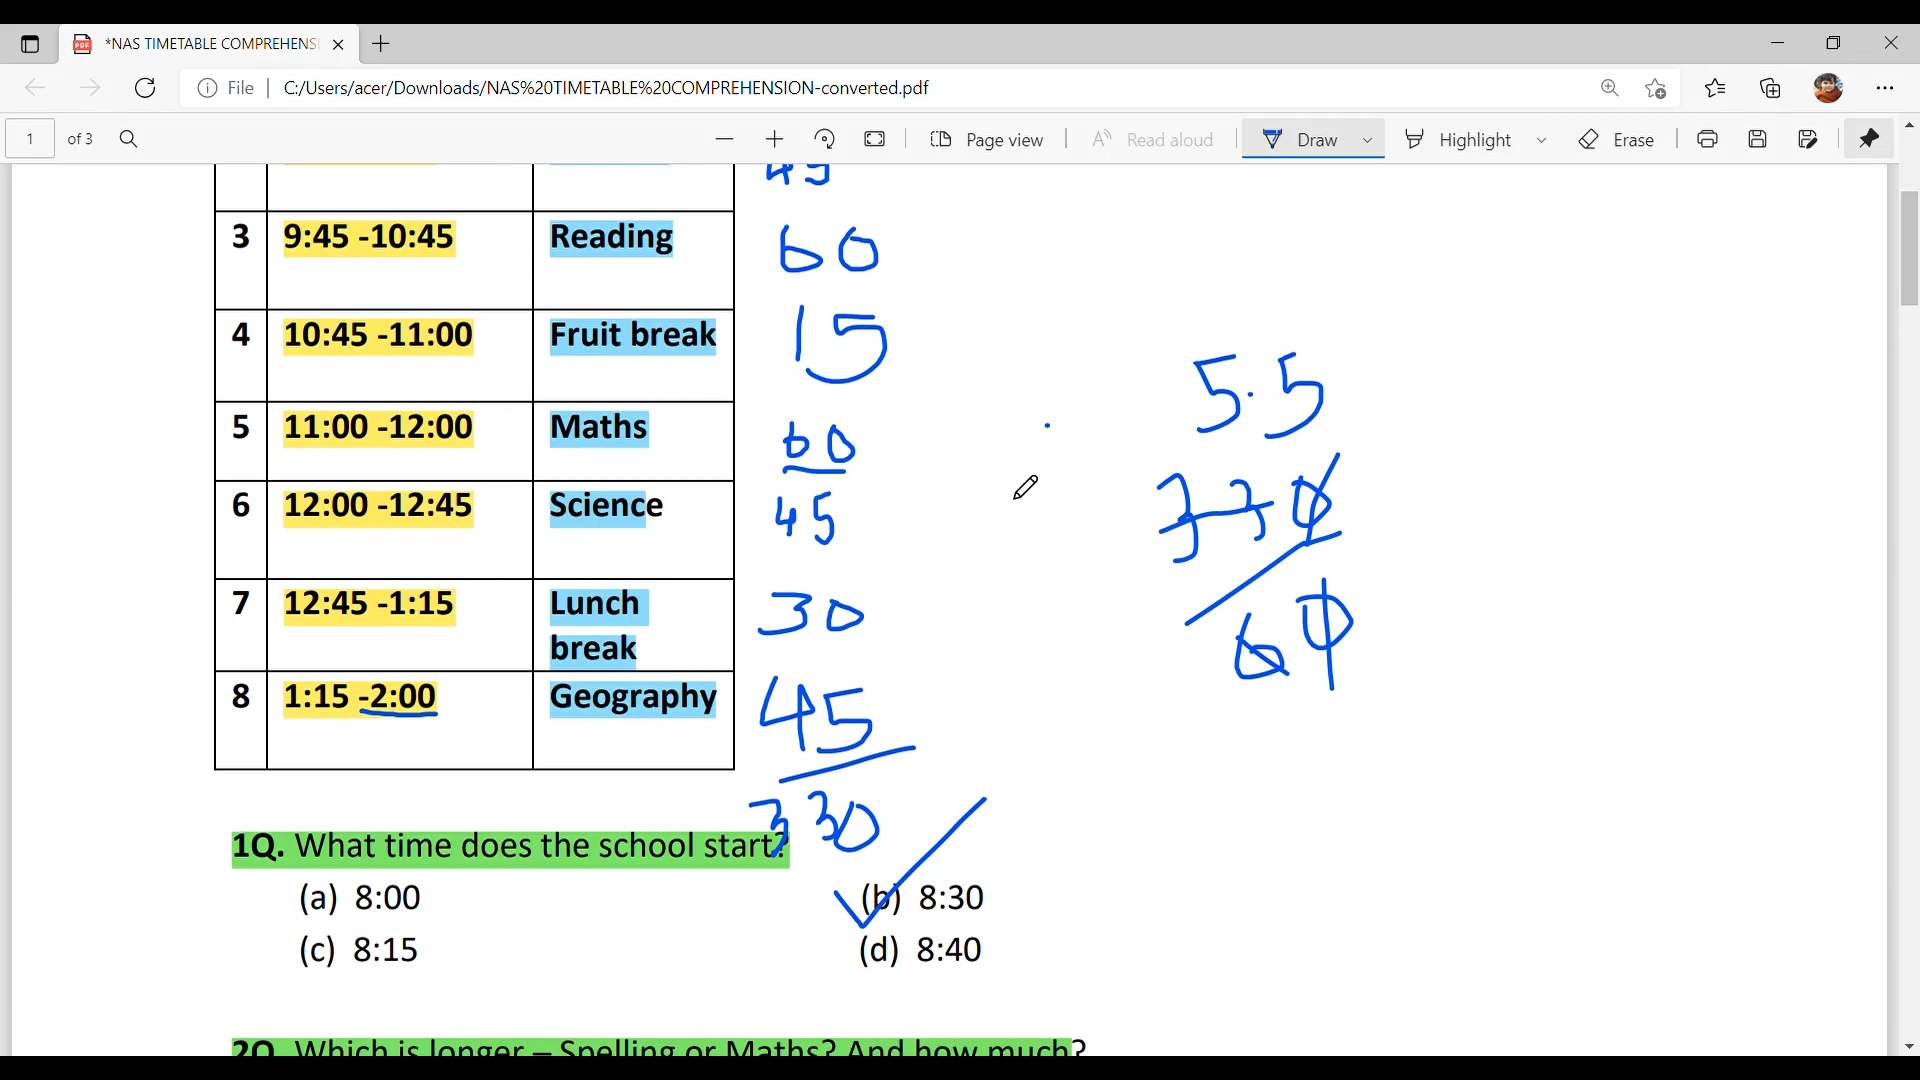 *NAS TIMETABLE COMPREHENS
File C:/Users/acer/Downloads/NAS%20TIMETABLE%20COMPREHENSION-converted.pdf
1 of 3 Page view Read aloud Draw Highlight Erase
45
3 9:45 -10:45 Reading 60
4 10:45 -11:00 Fruit break 15
5.5
5 11:00 -12:00 Maths 60
6 12:00 -12:45 Science 45
330
7 12:45 -1:15 Lunch break 30
60
8 1:15 -2:00 Geography 45
330
1Q. What time does the school start?
(a) 8:00 (b) 8:30
(c) 8:15 (d) 8:40
2Q. Which is longer – Spelling or Maths? And how much?